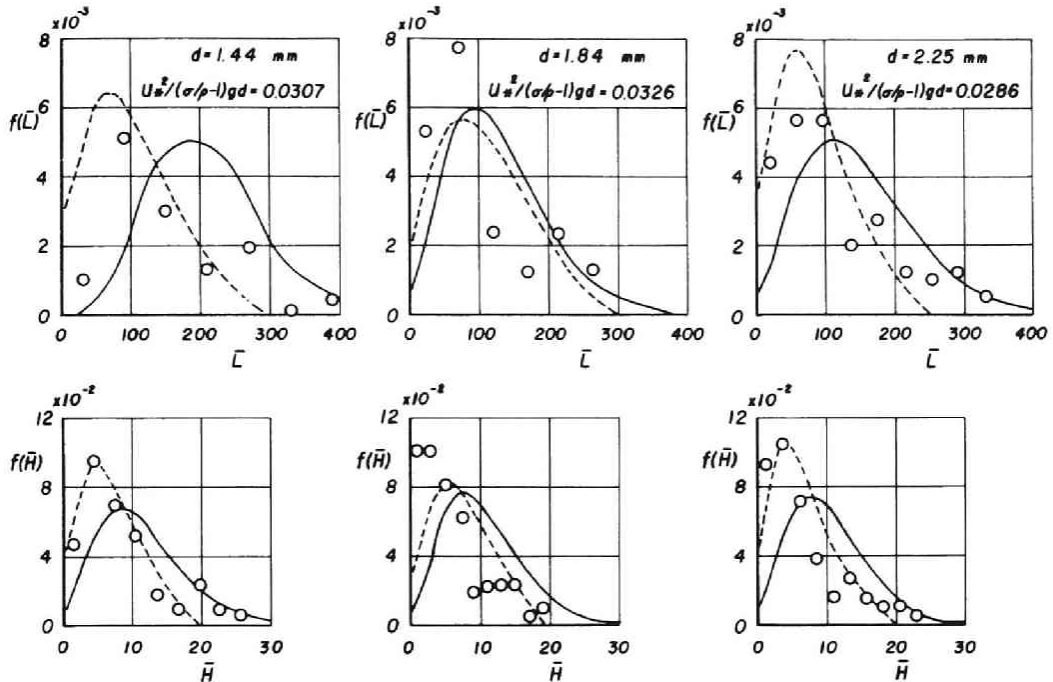 x10⁻³ x10⁻³ x10⁻³
8 8 8
d = 1.44 mm d = 1.84 mm d = 2.25 mm
U*²/(σ/ρ-1)gd = 0.0307 U*²/(σ/ρ-1)gd = 0.0326 U*²/(σ/ρ-1)gd = 0.0286
6 6 6
f(L̄) f(L̄) f(L̄)
4 4 4
2 2 2
0 0 0
0 100 200 300 400 0 100 200 300 400 0 100 200 300 400
L̄ L̄ L̄
x10⁻² x10⁻² x10⁻²
12 12 12
f(H̄) f(H̄) f(H̄)
8 8 8
4 4 4
0 0 0
0 10 20 30 0 10 20 30 0 10 20 30
H̄ H̄ H̄